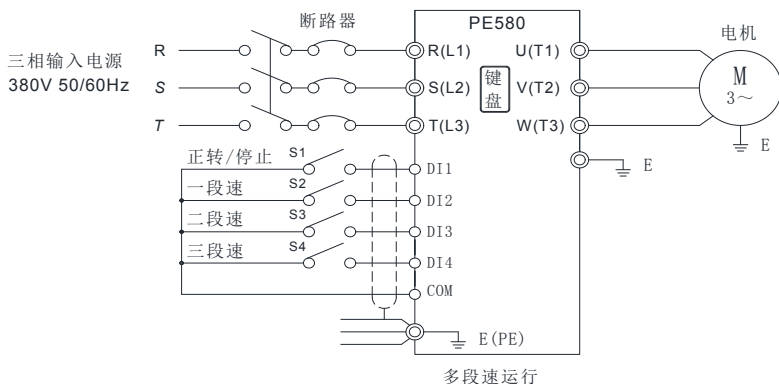 断路器
PE580
电机
三相输入电源
380V 50/60Hz
R
R(L1)
U(T1)
S
S(L2)
键盘
V(T2)
M
3～
T
T(L3)
W(T3)
E
E
正转/停止
S1
DI1
一段速
S2
DI2
二段速
S3
DI3
三段速
S4
DI4
COM
E(PE)
多段速运行